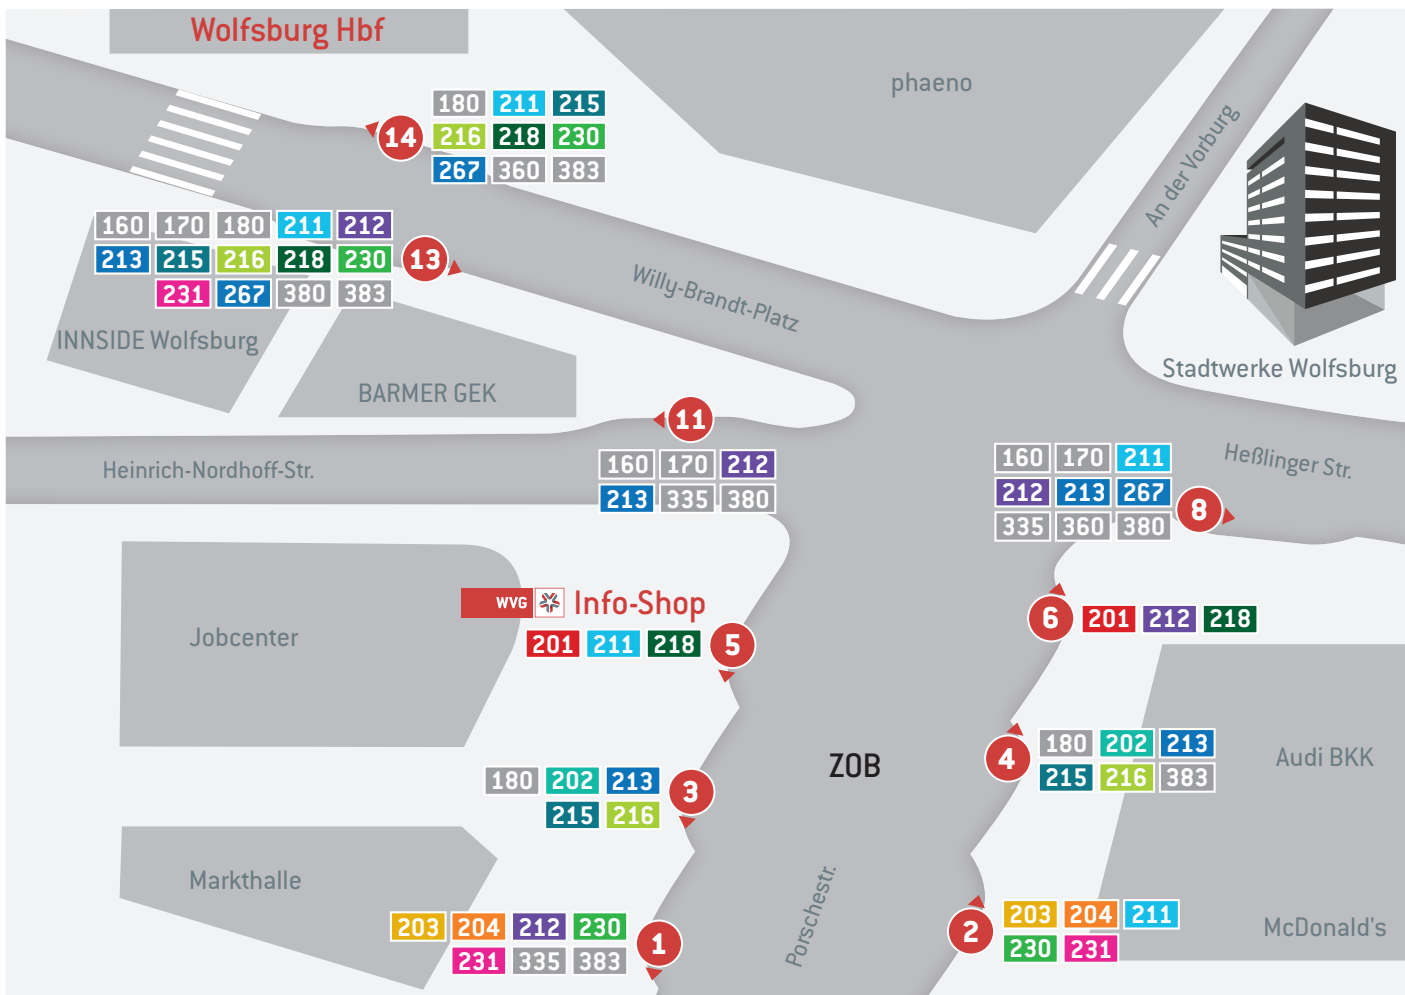 Wolfsburg Hbf
phaeno
An der Vorburg
14
180 211 215
216 218 230
267 360 383
160 170 180 211 212
213 215 216 218 230
231 267 380 383
13
Willy-Brandt-Platz
INNSIDE Wolfsburg
BARMER GEK
Stadtwerke Wolfsburg
11
160 170 212
213 335 380
Heinrich-Nordhoff-Str.
Heßlinger Str.
160 170 211
212 213 267
335 360 380
8
WVG Info-Shop
201 211 218
5
6
201 212 218
Jobcenter
ZOB
4
180 202 213
215 216 383
Audi BKK
180 202 213
215 216
3
Markthalle
Porschestr.
203 204 212 230
231 335 383
1
2
203 204 211
230 231
McDonald's